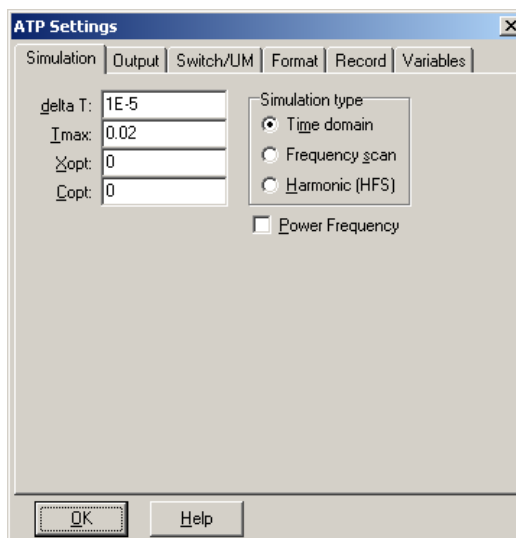 ATP Settings
Simulation Output Switch/UM Format Record Variables
delta T: 1E-5
Tmax: 0.02
Xopt: 0
Copt: 0
Simulation type
Time domain
Frequency scan
Harmonic (HFS)
Power Frequency
OK Help